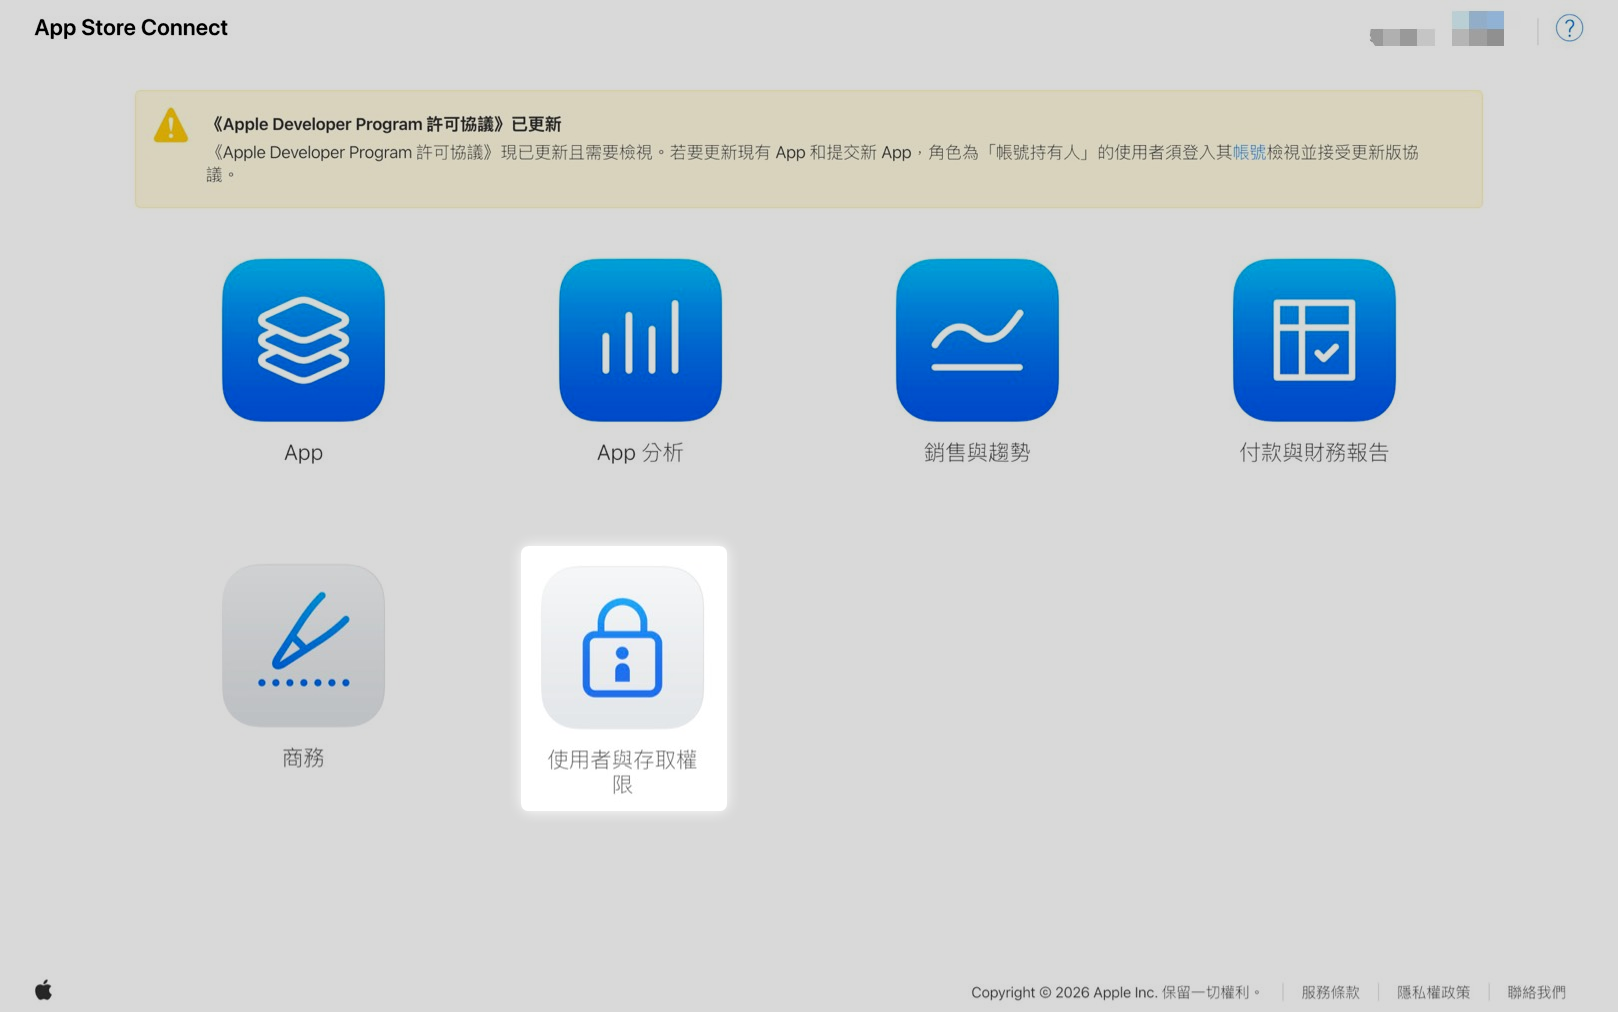 App Store Connect
?
《Apple Developer Program 許可協議》已更新
《Apple Developer Program 許可協議》現已更新且需要檢視。若要更新現有 App 和提交新 App，角色為「帳號持有人」的使用者須登入其帳號檢視並接受更新版協
議。
App
App 分析
銷售與趨勢
付款與財務報告
商務
使用者與存取權
限
Copyright © 2026 Apple Inc. 保留一切權利。
服務條款
隱私權政策
聯絡我們